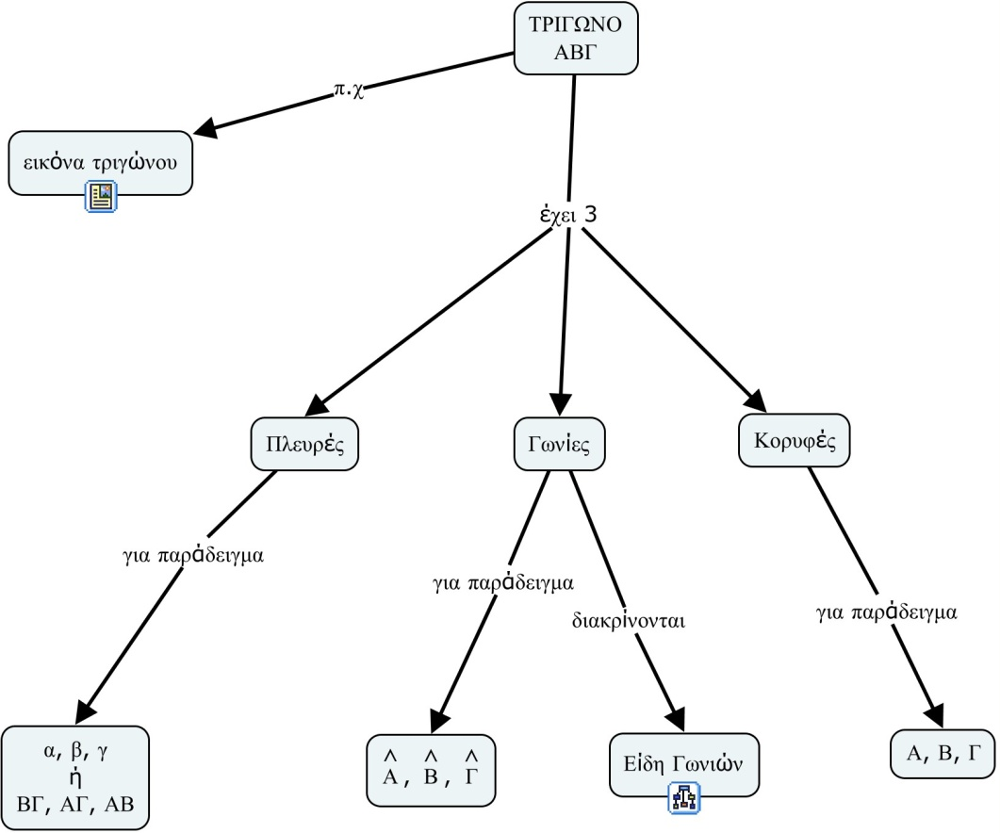 ΤΡΙΓΩΝΟ
ΑΒΓ
π.χ
εικόνα τριγώνου
έχει 3
Πλευρές
Γωνίες
Κορυφές
για παράδειγμα
για παράδειγμα
διακρίνονται
για παράδειγμα
α, β, γ
ή
ΒΓ, ΑΓ, ΑΒ
^ ^ ^
Α , Β , Γ
Είδη Γωνιών
Α, Β, Γ